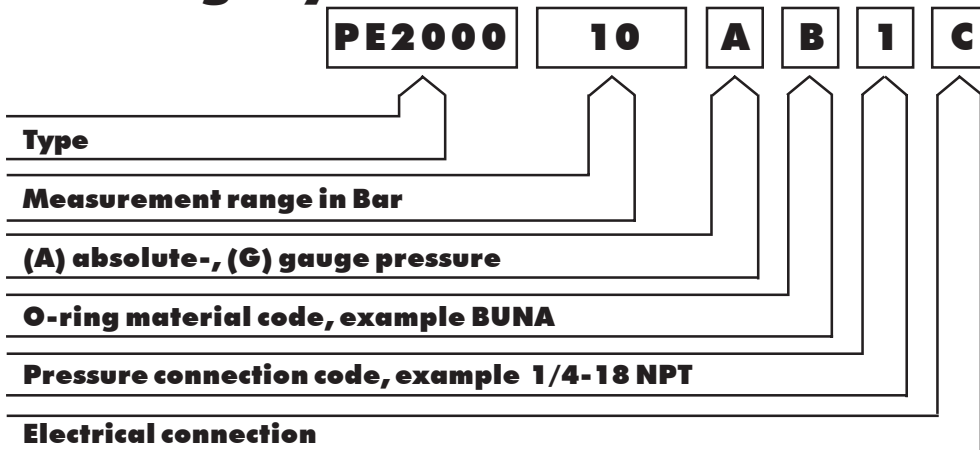 PE2000 10 A B 1 C
Type
Measurement range in Bar
(A) absolute-, (G) gauge pressure
O-ring material code, example BUNA
Pressure connection code, example 1/4-18 NPT
Electrical connection